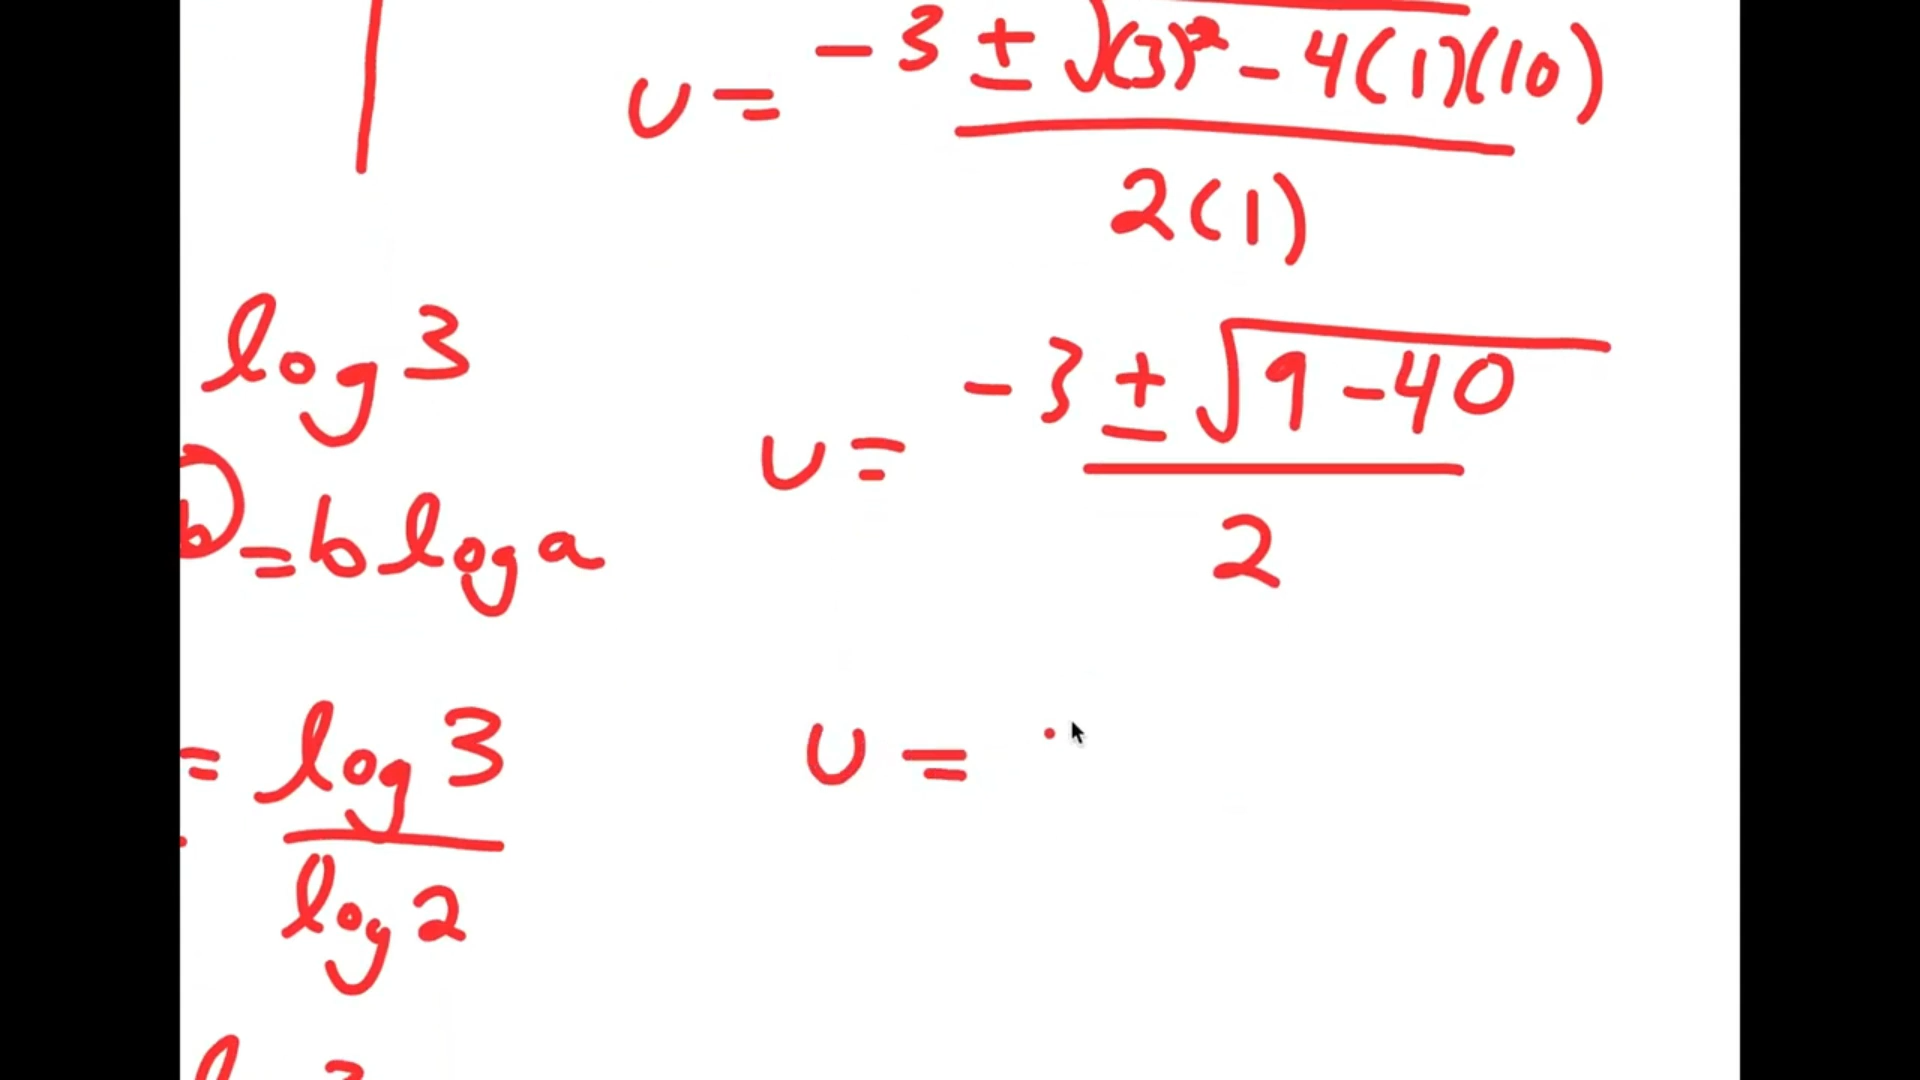 u = -3 ± √(3)² - 4(1)(10)
2(1)
log 3
u = -3 ± √9 - 40
2
b = b log a
= log 3
log 2
u =